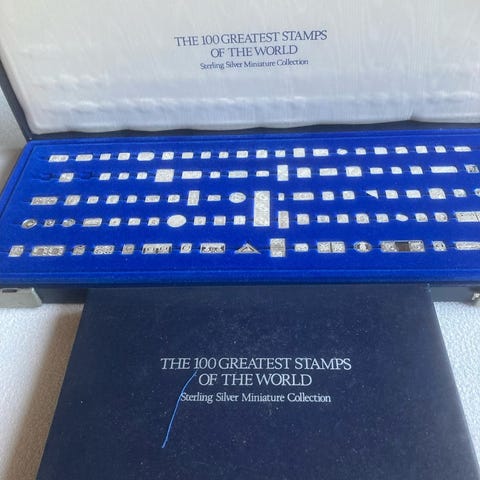 THE 100 GREATEST STAMPS
OF THE WORLD
Sterling Silver Miniature Collection
THE 100 GREATEST STAMPS
OF THE WORLD
Sterling Silver Miniature Collection